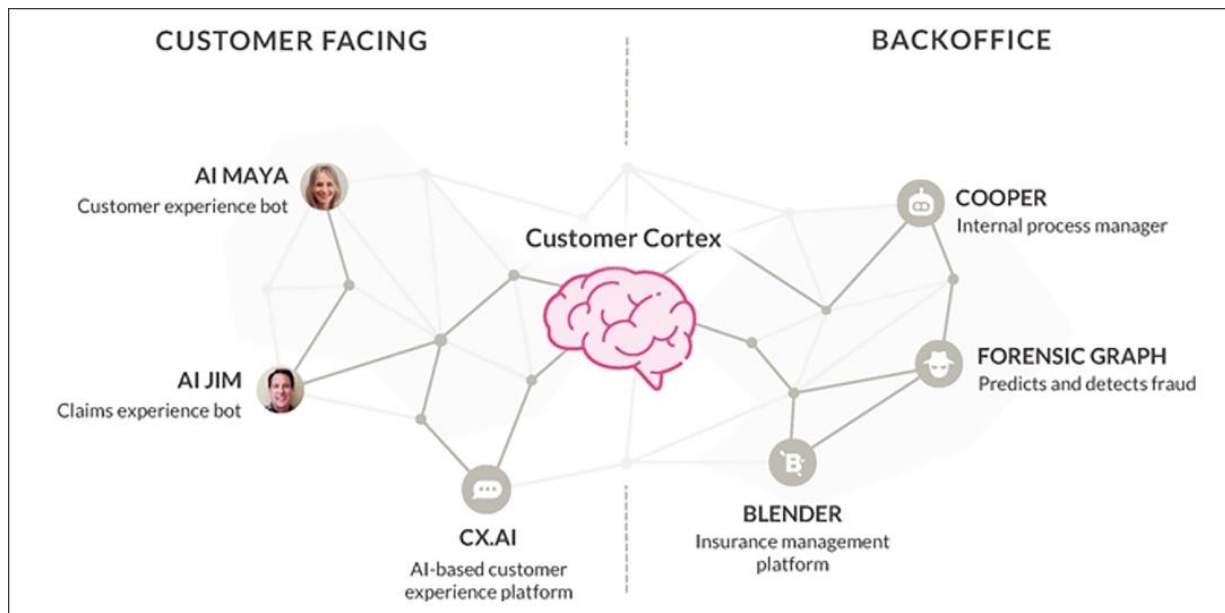 CUSTOMER FACING
BACKOFFICE
AI MAYA
Customer experience bot
COOPER
Internal process manager
Customer Cortex
AI JIM
Claims experience bot
FORENSIC GRAPH
Predicts and detects fraud
B
CX.AI
AI-based customer
experience platform
BLENDER
Insurance management
platform